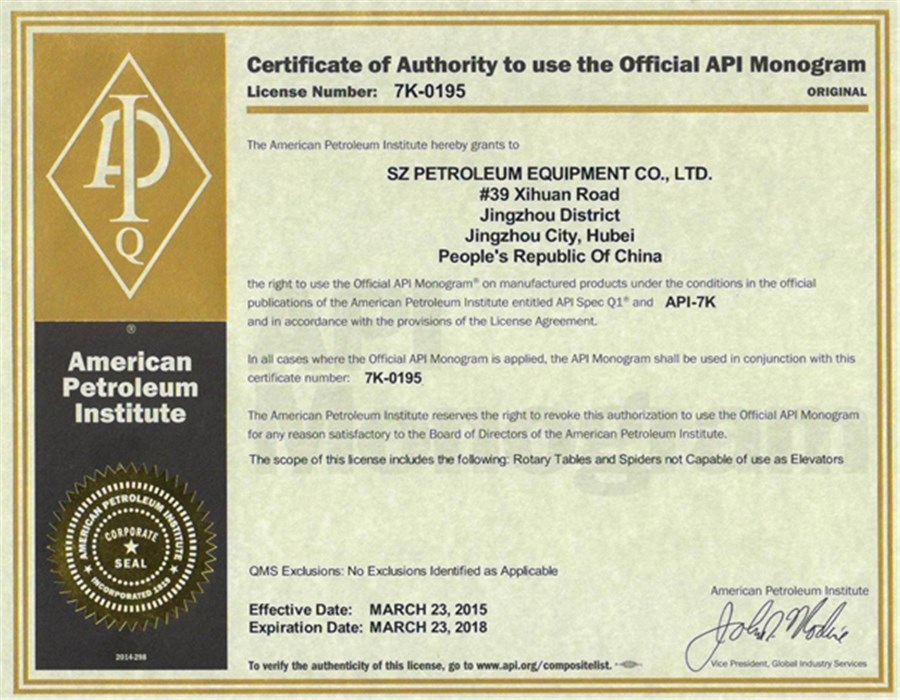 Certificate of Authority to use the Official API Monogram
License Number: 7K-0195
ORIGINAL
The American Petroleum Institute hereby grants to
SZ PETROLEUM EQUIPMENT CO., LTD.
#39 Xihuan Road
Jingzhou District
Jingzhou City, Hubei
People's Republic Of China
the right to use the Official API Monogram® on manufactured products under the conditions in the official
publications of the American Petroleum Institute entitled API Spec Q1® and API-7K
and in accordance with the provisions of the License Agreement.
In all cases where the Official API Monogram is applied, the API Monogram shall be used in conjunction with this
certificate number: 7K-0195
The American Petroleum Institute reserves the right to revoke this authorization to use the Official API Monogram
for any reason satisfactory to the Board of Directors of the American Petroleum Institute.
The scope of this license includes the following: Rotary Tables and Spiders not Capable of use as Elevators
QMS Exclusions: No Exclusions Identified as Applicable
Effective Date: MARCH 23, 2015
Expiration Date: MARCH 23, 2018
To verify the authenticity of this license, go to www.api.org/compositelist.
American Petroleum Institute
Vice President, Global Industry Services
API
Q
®
American
Petroleum
Institute
AMERICAN PETROLEUM INSTITUTE
CORPORATE
SEAL
INCORPORATED 1919
2014-298